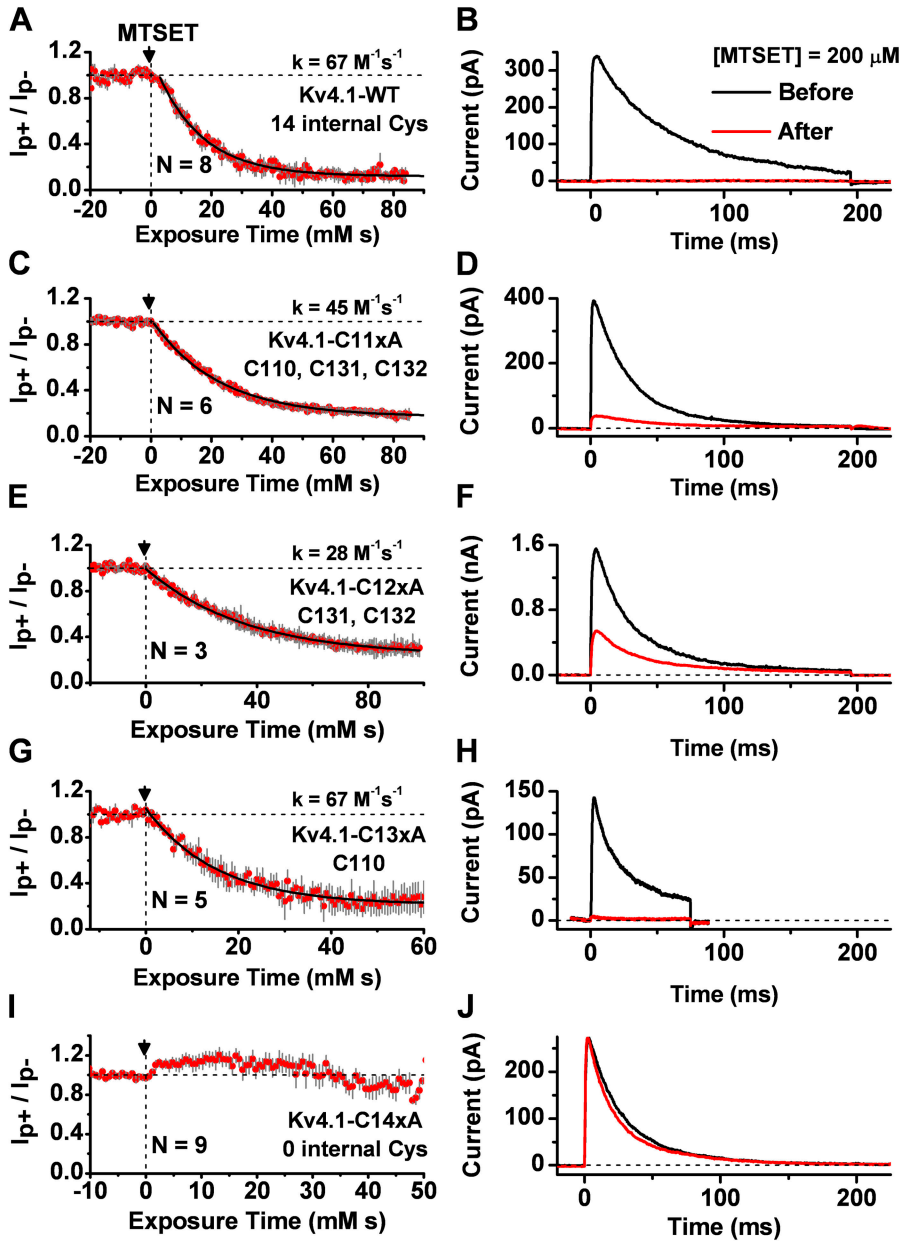 A
MTSET
1.2
0.8
0.4
0.0
Ip+ / Ip-
k = 67 M⁻¹s⁻¹
Kv4.1-WT
14 internal Cys
N = 8
-20 0 20 40 60 80
Exposure Time (mM s)
B
[MTSET] = 200 μM
Before
After
300
200
100
0
Current (pA)
0 100 200
Time (ms)
C
1.2
0.8
0.4
0.0
Ip+ / Ip-
k = 45 M⁻¹s⁻¹
Kv4.1-C11xA
C110, C131, C132
N = 6
-20 0 20 40 60 80
Exposure Time (mM s)
D
400
200
0
Current (pA)
0 100 200
Time (ms)
E
1.2
0.8
0.4
0.0
Ip+ / Ip-
k = 28 M⁻¹s⁻¹
Kv4.1-C12xA
C131, C132
N = 3
0 40 80
Exposure Time (mM s)
F
1.6
0.8
0.0
Current (nA)
0 100 200
Time (ms)
G
1.2
0.8
0.4
0.0
Ip+ / Ip-
k = 67 M⁻¹s⁻¹
Kv4.1-C13xA
C110
N = 5
0 20 40 60
Exposure Time (mM s)
H
150
100
50
0
Current (pA)
0 100 200
Time (ms)
I
1.2
0.8
0.4
0.0
Ip+ / Ip-
Kv4.1-C14xA
0 internal Cys
N = 9
-10 0 10 20 30 40 50
Exposure Time (mM s)
J
200
100
0
Current (pA)
0 100 200
Time (ms)